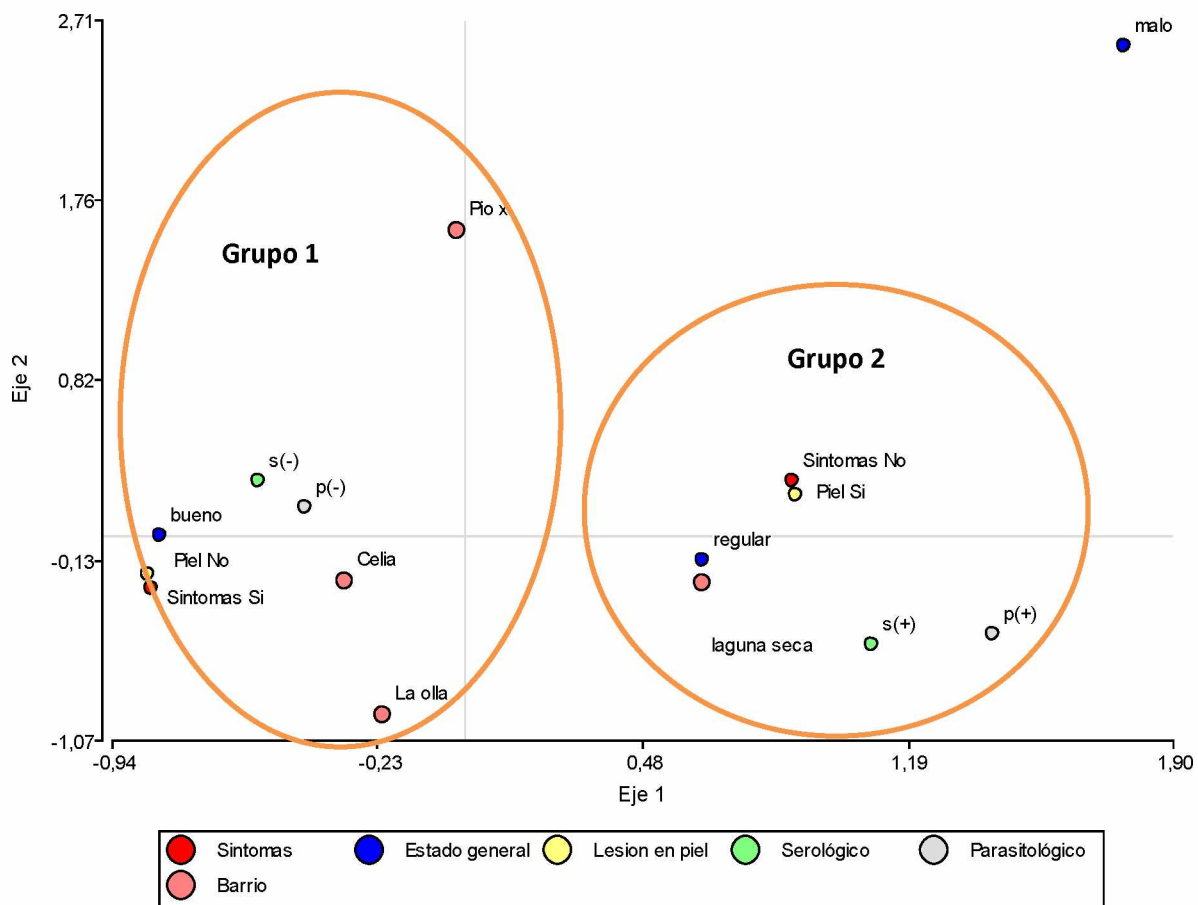 2,71
malo
1,76
Pio x
Grupo 1
Grupo 2
0,82
Eje 2
Sintomas No
s(-)
p(-)
Piel Si
bueno
regular
-0,13
Piel No
Celia
Sintomas Si
s(+)
p(+)
laguna seca
La olla
-1,07
-0,94
-0,23
0,48
1,19
1,90
Eje 1
Sintomas
Estado general
Lesion en piel
Serológico
Parasitológico
Barrio